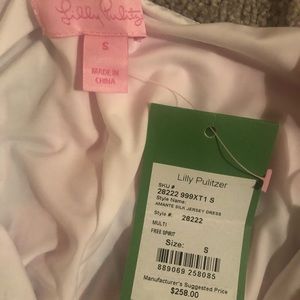 Lilly Pulitzer
S
MADE IN
CHINA
Lilly Pulitzer
SKU #
28222 999XT1 S
Style Name:
AMANTE SILK JERSEY DRESS
Style #: 28222
MULTI
FREE SPIRIT
Size: S
889069 258085
Manufacturer's Suggested Price
$258.00